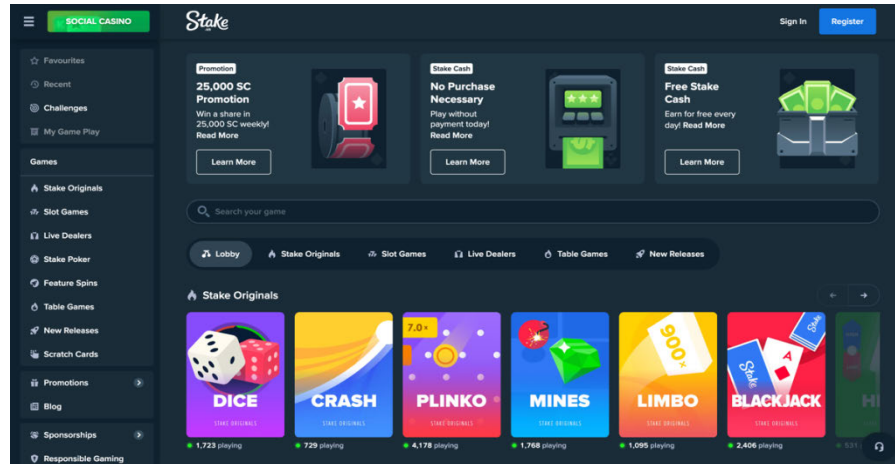 SOCIAL CASINO
Stake
Sign In
Register
Favourites
Recent
Challenges
My Game Play
Games
Stake Originals
Slot Games
Live Dealers
Stake Poker
Feature Spins
Table Games
New Releases
Scratch Cards
Promotions
Blog
Sponsorships
Responsible Gaming
Promotion
25,000 SC
Promotion
Win a share in
25,000 SC weekly!
Read More
Learn More
Stake Cash
No Purchase
Necessary
Play without
payment today!
Read More
Learn More
Stake Cash
Free Stake
Cash
Earn for free every
day! Read More
Learn More
Search your game
Lobby
Stake Originals
Slot Games
Live Dealers
Table Games
New Releases
Stake Originals
DICE
STAKE ORIGINALS
1,723 playing
CRASH
STAKE ORIGINALS
729 playing
7.0×
PLINKO
STAKE ORIGINALS
4,178 playing
MINES
STAKE ORIGINALS
1,768 playing
900×
LIMBO
STAKE ORIGINALS
1,095 playing
Stake
Stake
A
BLACKJACK
STAKE ORIGINALS
2,406 playing
HI
531